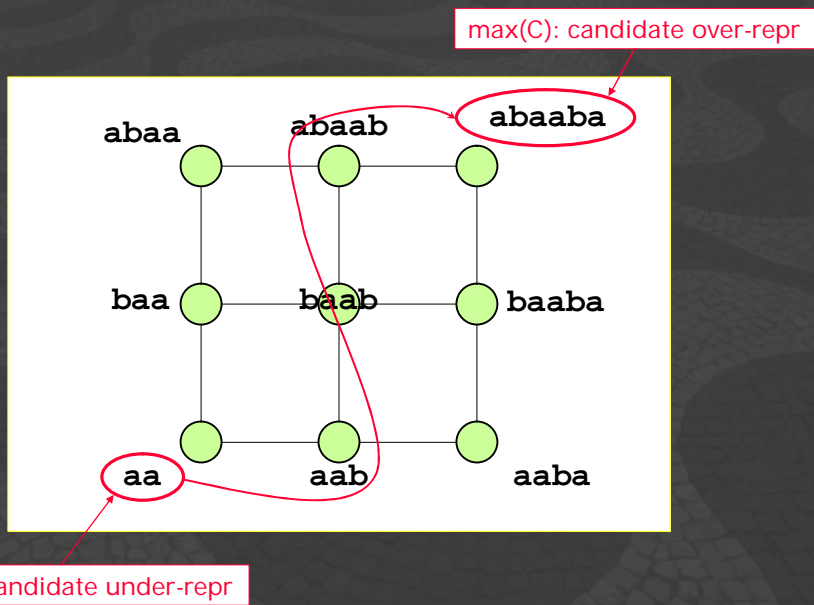 max(C): candidate over-repr
abaa abaab abaaba
baa baab baaba
aa aab aaba
andidate under-repr